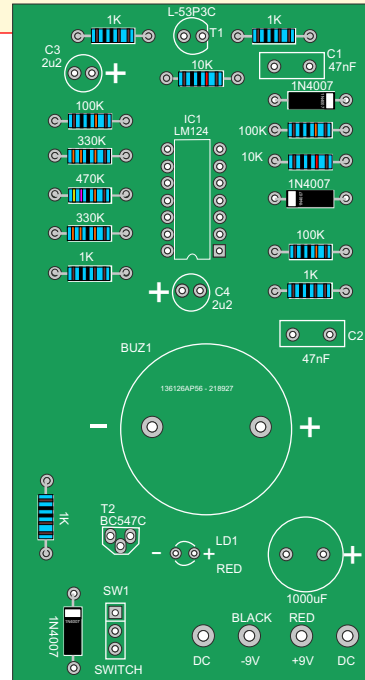 L-53P3C
1K
T1
1K
C3
2u2
+
10K
C1
47nF
1N4007
100K
IC1
LM124
330K
100K
470K
10K
1N4007
330K
1K
100K
C4
2u2
+
1K
C2
47nF
BUZ1
136126AP56 - 218927
-
+
1K
T2
BC547C
- +
LD1
RED
+
1000uF
1N4007
SW1
SWITCH
BLACK
RED
DC
-9V
+9V
DC